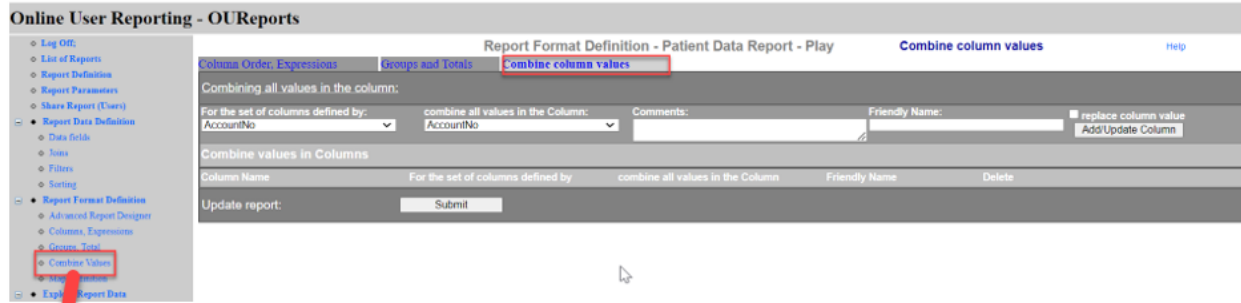 Online User Reporting - OUReports
Log Off;
List of Reports
Report Definition
Report Parameters
Share Report (Users)
Report Data Definition
Data fields
Joins
Filters
Sorting
Report Format Definition
Advanced Report Designer
Columns, Expressions
Groups, Total
Combine Values
Report Data
Report Format Definition - Patient Data Report - Play Combine column values Help
Column Order, Expressions Groups and Totals Combine column values
Combining all values in the column:
For the set of columns defined by: combine all values in the Column: Comments: Friendly Name: replace column value
AccountNo AccountNo Add/Update Column
Combine values in Columns
Column Name For the set of columns defined by combine all values in the Column Friendly Name Delete
Update report: Submit